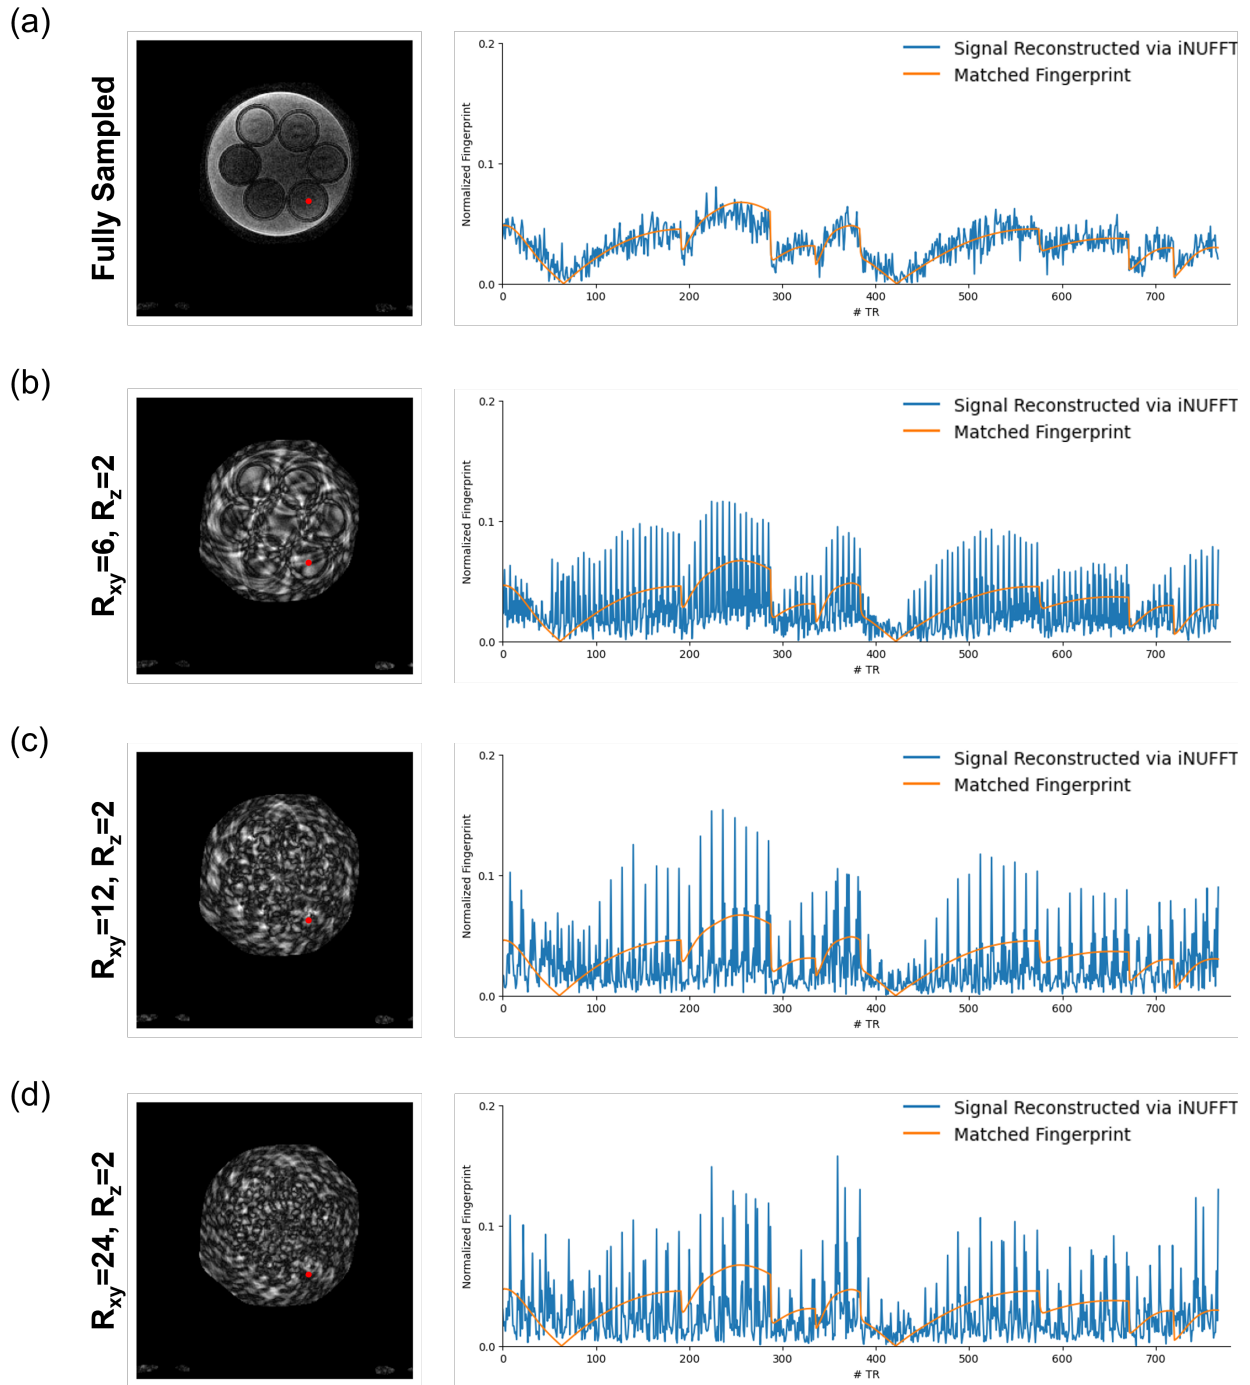 (a)
Fully Sampled
0.2
0.1
0.0
Normalized Fingerprint
Signal Reconstructed via iNUFFT
Matched Fingerprint
0 100 200 300 400 500 600 700
# TR
(b)
Rxy=6, Rz=2
0.2
0.1
0.0
Normalized Fingerprint
Signal Reconstructed via iNUFFT
Matched Fingerprint
0 100 200 300 400 500 600 700
# TR
(c)
Rxy=12, Rz=2
0.2
0.1
0.0
Normalized Fingerprint
Signal Reconstructed via iNUFFT
Matched Fingerprint
0 100 200 300 400 500 600 700
# TR
(d)
Rxy=24, Rz=2
0.2
0.1
0.0
Normalized Fingerprint
Signal Reconstructed via iNUFFT
Matched Fingerprint
0 100 200 300 400 500 600 700
# TR